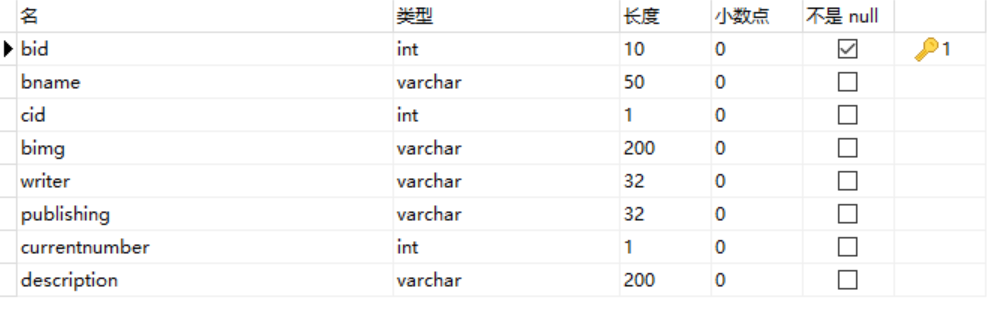 名 类型 长度 小数点 不是 null
bid int 10 0 1
bname varchar 50 0
cid int 1 0
bimg varchar 200 0
writer varchar 32 0
publishing varchar 32 0
currentnumber int 1 0
description varchar 200 0